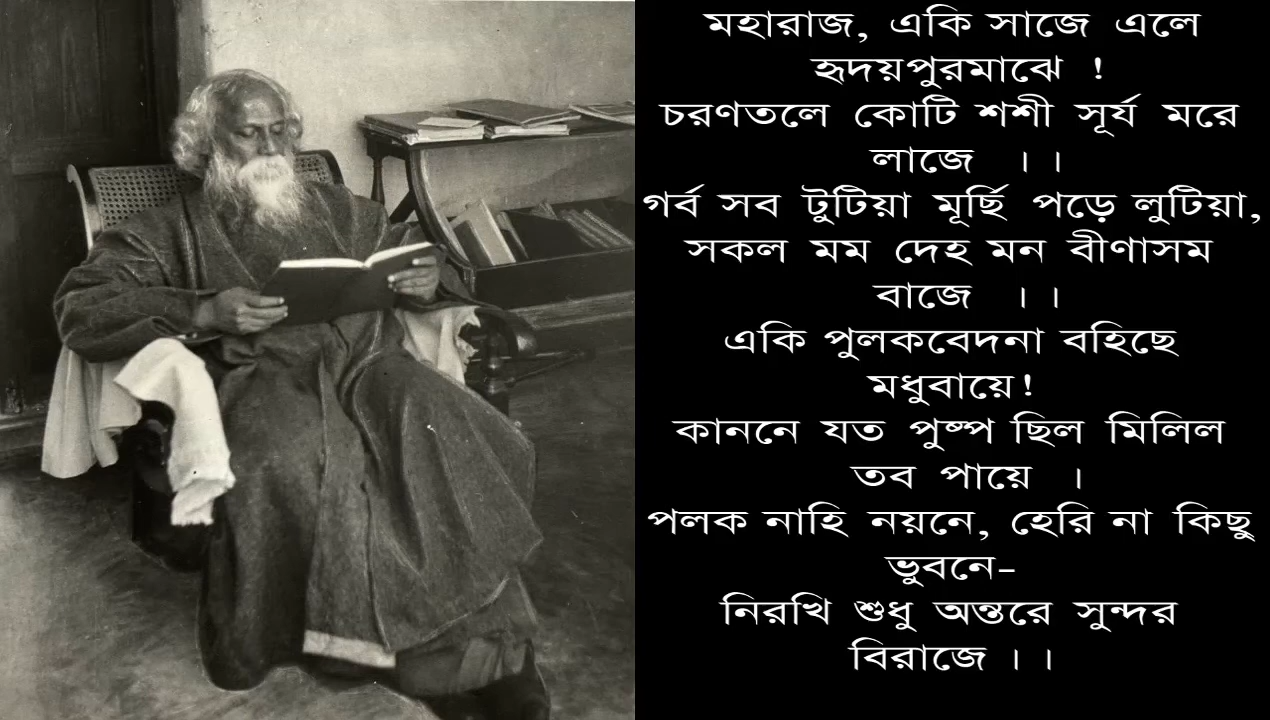 মহারাজ, একি সাজে এলে
হৃদয়পুরমাঝে !
চরণতলে কোটি শশী সূর্য মরে
লাজে ।।
গর্ব সব টুটিয়া মূর্ছি পড়ে লুটিয়া,
সকল মম দেহ মন বীণাসম
বাজে ।।
একি পুলকবেদনা বহিছে
মধুবায়ে!
কাননে যত পুষ্প ছিল মিলিল
তব পায়ে ।
পলক নাহি নয়নে, হেরি না কিছু
ভুবনে-
নিরখি শুধু অন্তরে সুন্দর
বিরাজে ।।